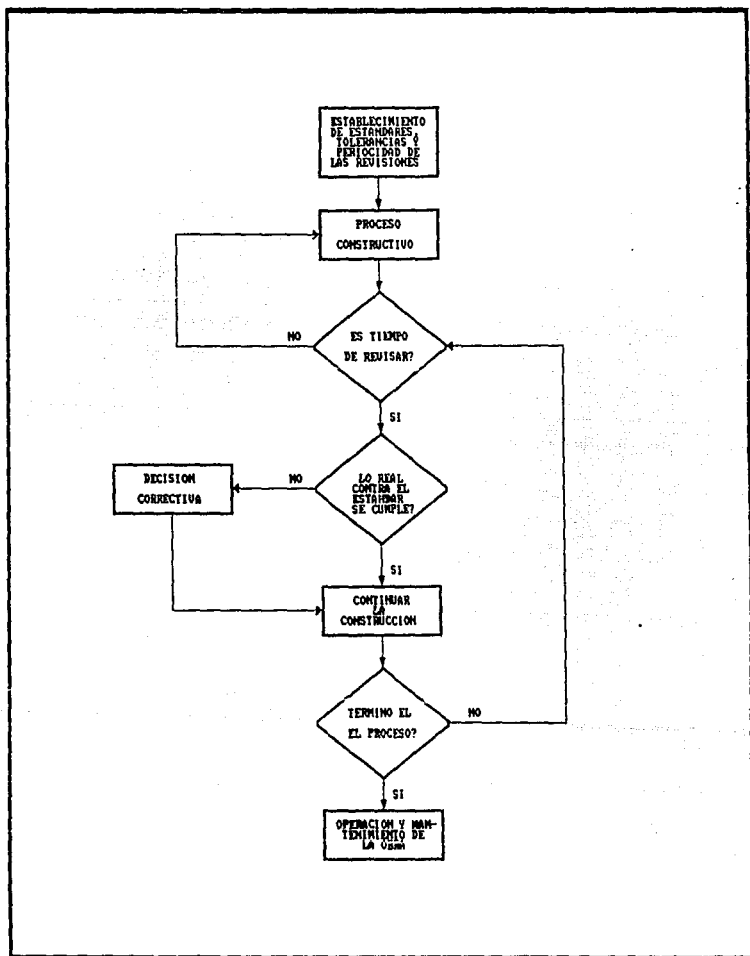 ESTABLECIMIENTO
DE ESTANDARES,
TOLERANCIAS Y
PERIOCIDAD DE
LAS REVISIONES
PROCESO
CONSTRUCTIVO
ES TIEMPO
DE REVISAR?
NO
SI
LO REAL
CONTRA EL
ESTANDAR
SE CUMPLE?
NO
DECISION
CORRECTIVA
SI
CONTINUAR
LA
CONSTRUCCION
TERMINO EL
EL PROCESO?
NO
SI
OPERACION Y MAN-
TENIMIENTO DE
LA OBRA